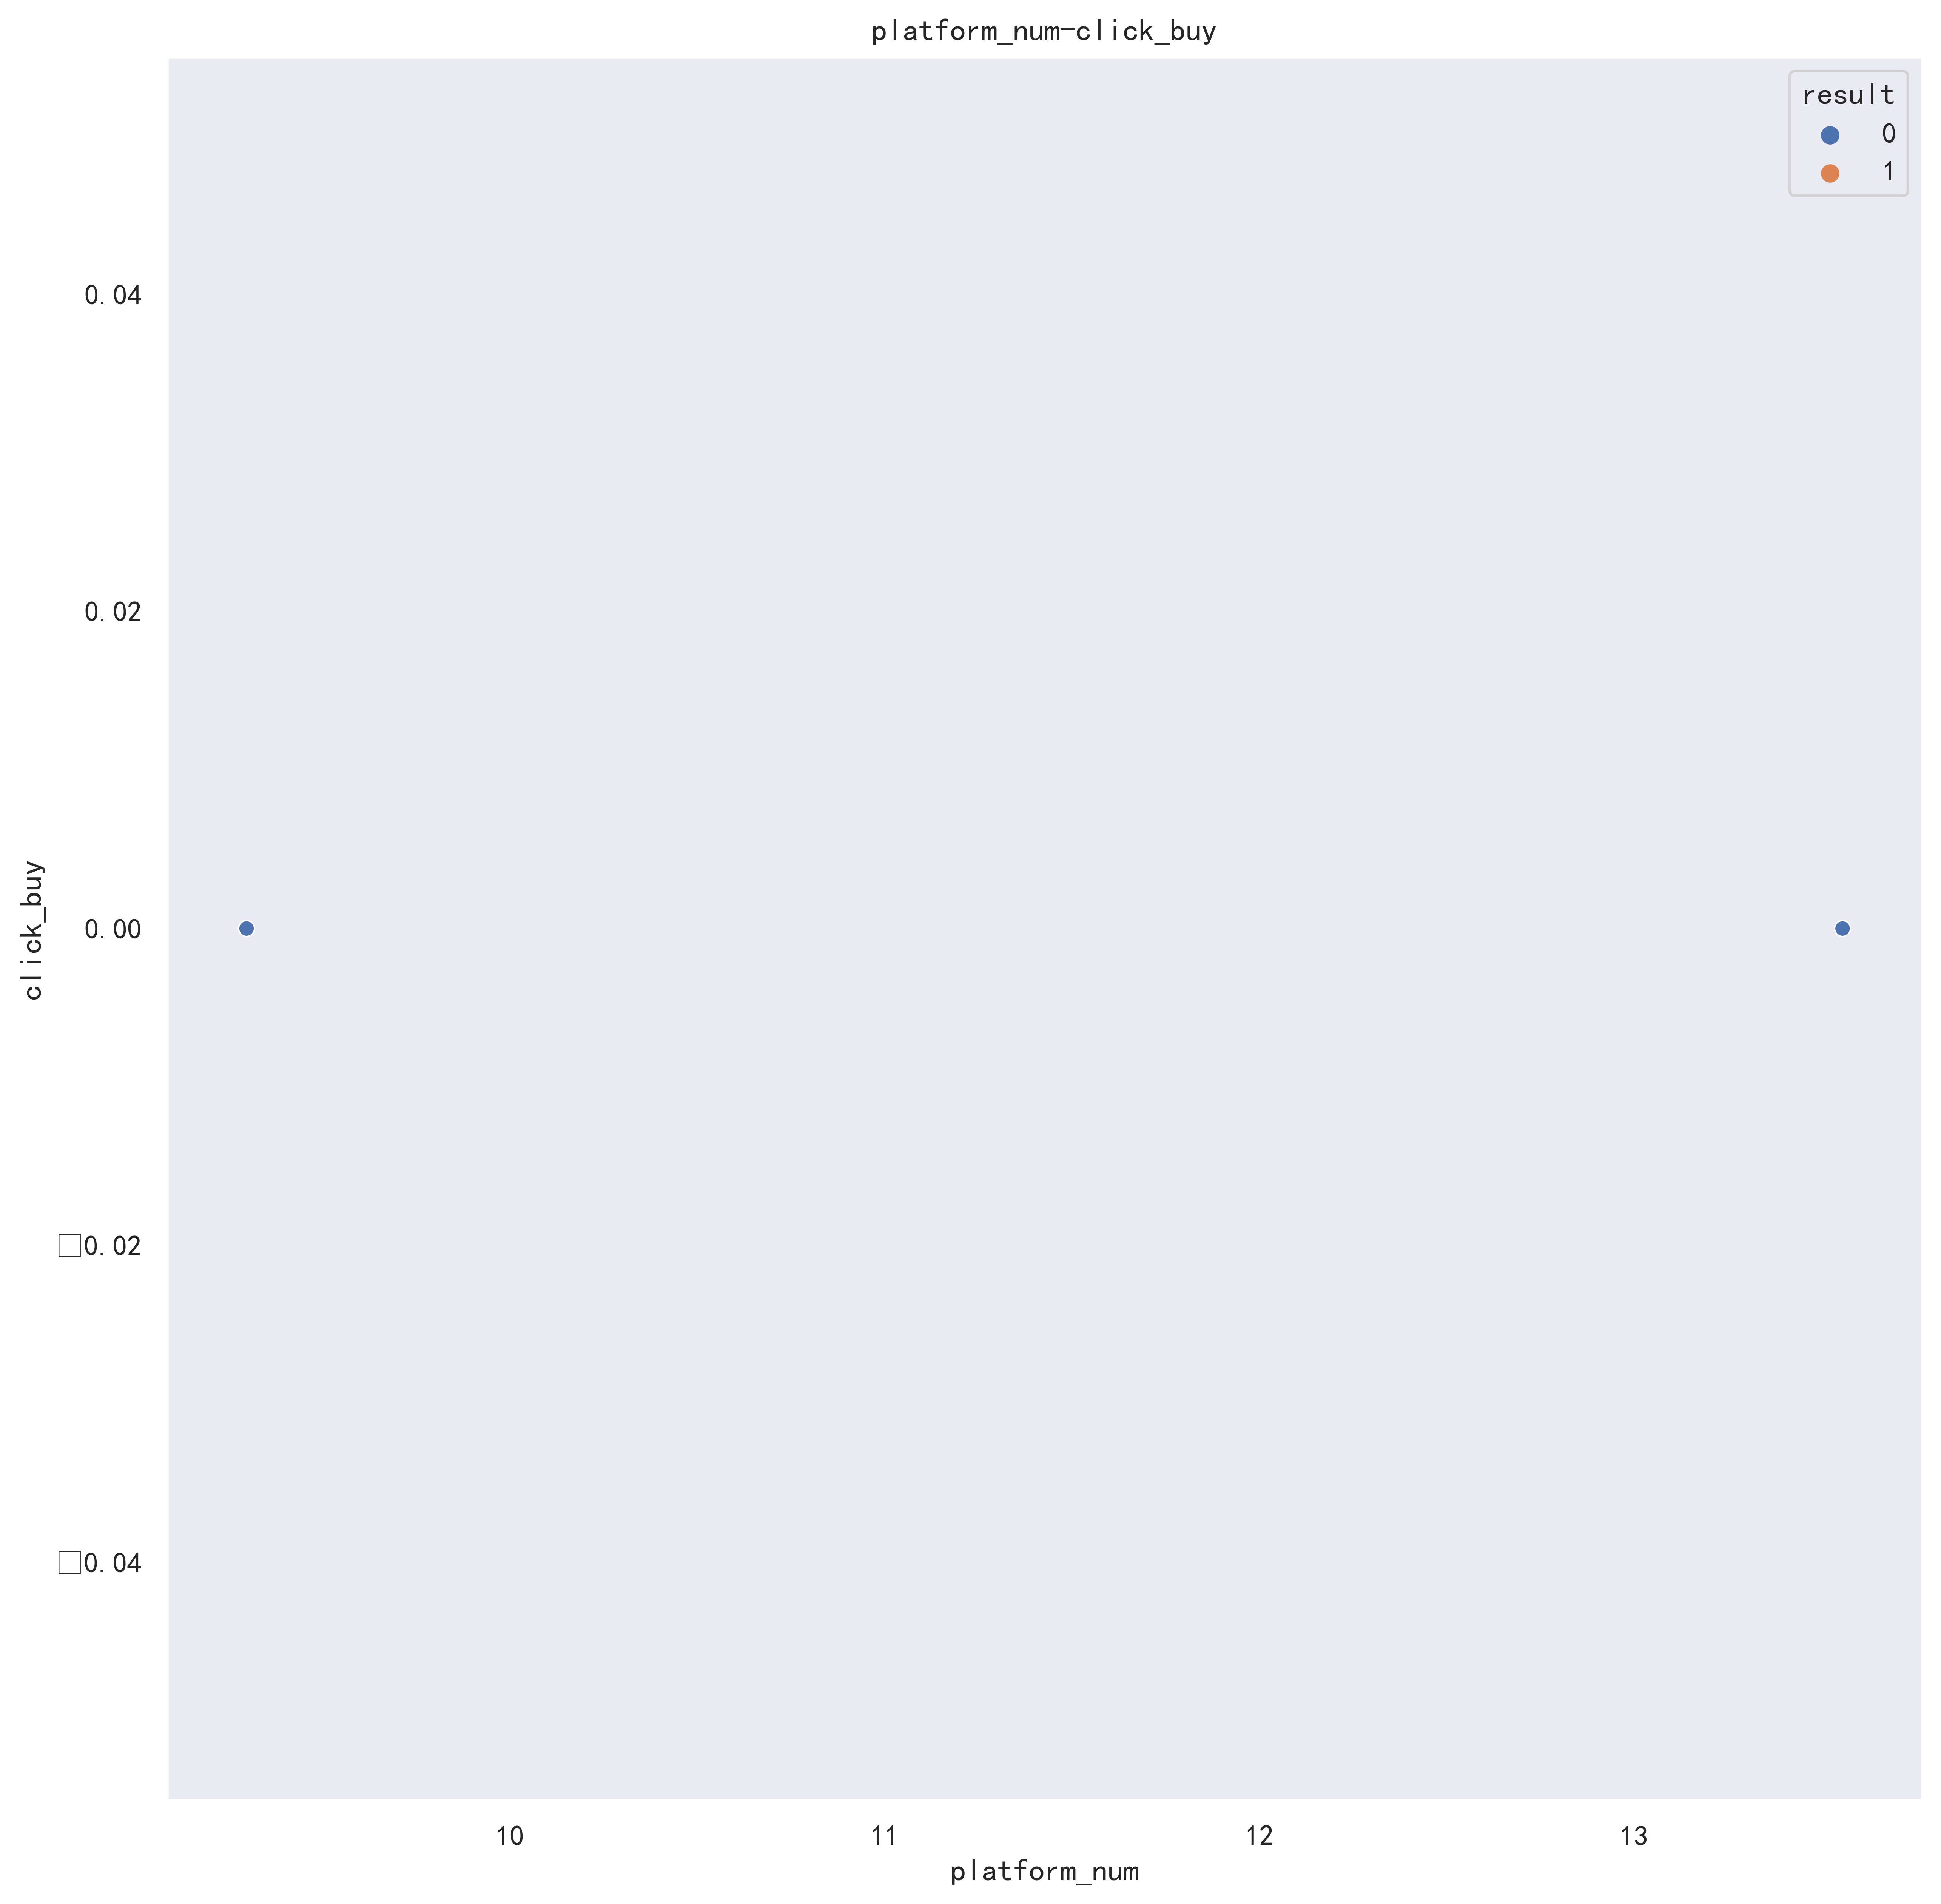 platform_num-click_buy
result
0
1
0.04
0.02
0.00
□0.02
□0.04
click_buy
10 11 12 13
platform_num